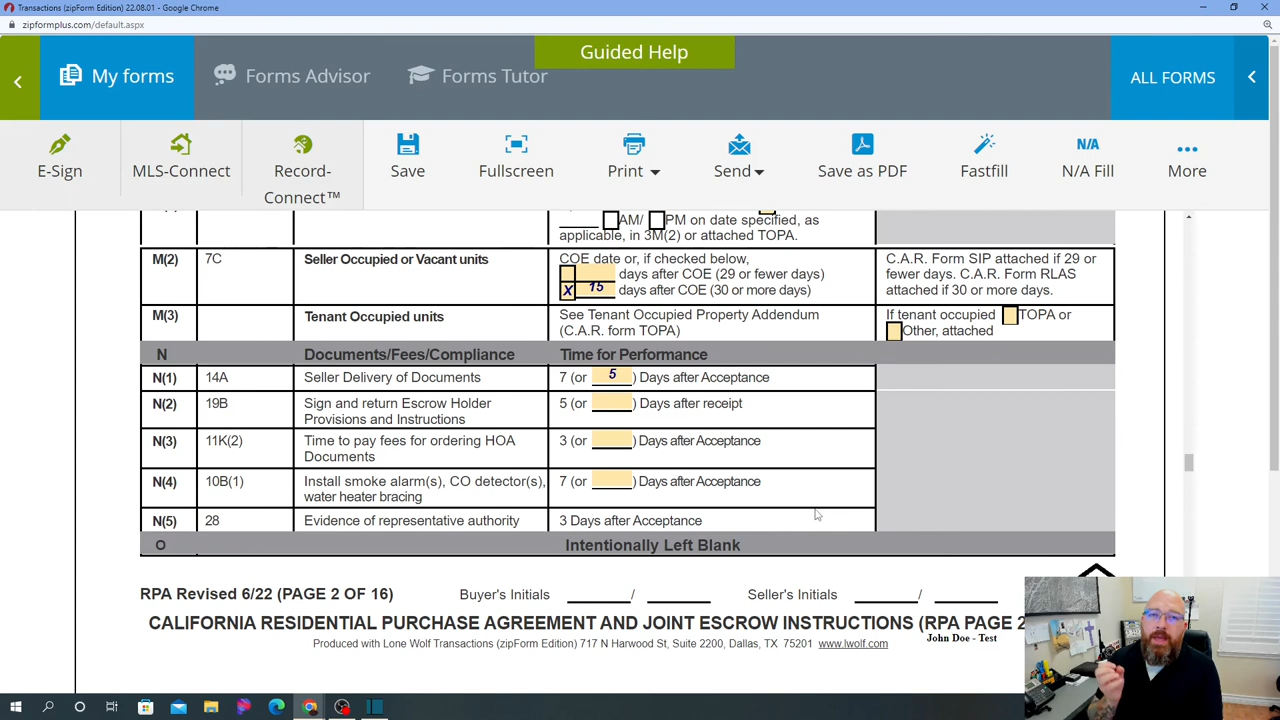 Transactions (zipForm Edition) 22.08.01 - Google Chrome
zipformplus.com/default.aspx
Guided Help
My forms
Forms Advisor
Forms Tutor
ALL FORMS
E-Sign
MLS-Connect
Record-
Connect™
Save
Fullscreen
Print
Send
Save as PDF
Fastfill
N/A
N/A Fill
More
AM/ PM on date specified, as
applicable, in 3M(2) or attached TOPA.
M(2) 7C Seller Occupied or Vacant units
COE date or, if checked below,
days after COE (29 or fewer days)
X 15 days after COE (30 or more days)
C.A.R. Form SIP attached if 29 or
fewer days. C.A.R. Form RLAS
attached if 30 or more days.
M(3) Tenant Occupied units
See Tenant Occupied Property Addendum
(C.A.R. form TOPA)
If tenant occupied TOPA or
Other, attached
N Documents/Fees/Compliance Time for Performance
N(1) 14A Seller Delivery of Documents 7 (or 5 ) Days after Acceptance
N(2) 19B Sign and return Escrow Holder
Provisions and Instructions
5 (or ) Days after receipt
N(3) 11K(2) Time to pay fees for ordering HOA
Documents
3 (or ) Days after Acceptance
N(4) 10B(1) Install smoke alarm(s), CO detector(s),
water heater bracing
7 (or ) Days after Acceptance
N(5) 28 Evidence of representative authority 3 Days after Acceptance
O Intentionally Left Blank
RPA Revised 6/22 (PAGE 2 OF 16) Buyer's Initials / Seller's Initials /
CALIFORNIA RESIDENTIAL PURCHASE AGREEMENT AND JOINT ESCROW INSTRUCTIONS (RPA PAGE 2
Produced with Lone Wolf Transactions (zipForm Edition) 717 N Harwood St, Suite 2200, Dallas, TX 75201 www.lwolf.com
John Doe - Test